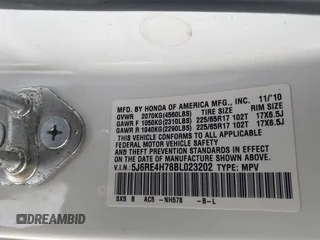 MFD. BY HONDA OF AMERICA MFG., INC. 11/'10
GVWR 2070KG(4560LBS) TIRE SIZE RIM SIZE
GAWR F 1050KG(2310LBS) 225/65R17 102T 17X6.5J
GAWR R 1040KG(2290LBS) 225/65R17 102T 17X6.5J
THIS VEHICLE CONFORMS TO ALL APPLICABLE
FEDERAL MOTOR VEHICLE SAFETY AND THEFT
PREVENTION STANDARDS IN EFFECT ON THE DATE
OF MANUFACTURE SHOWN ABOVE.
V.I.N: 5J6RE4H78BL023202 TYPE: MPV
SXS B AC5 -NH578 -B-L
DREAMBID